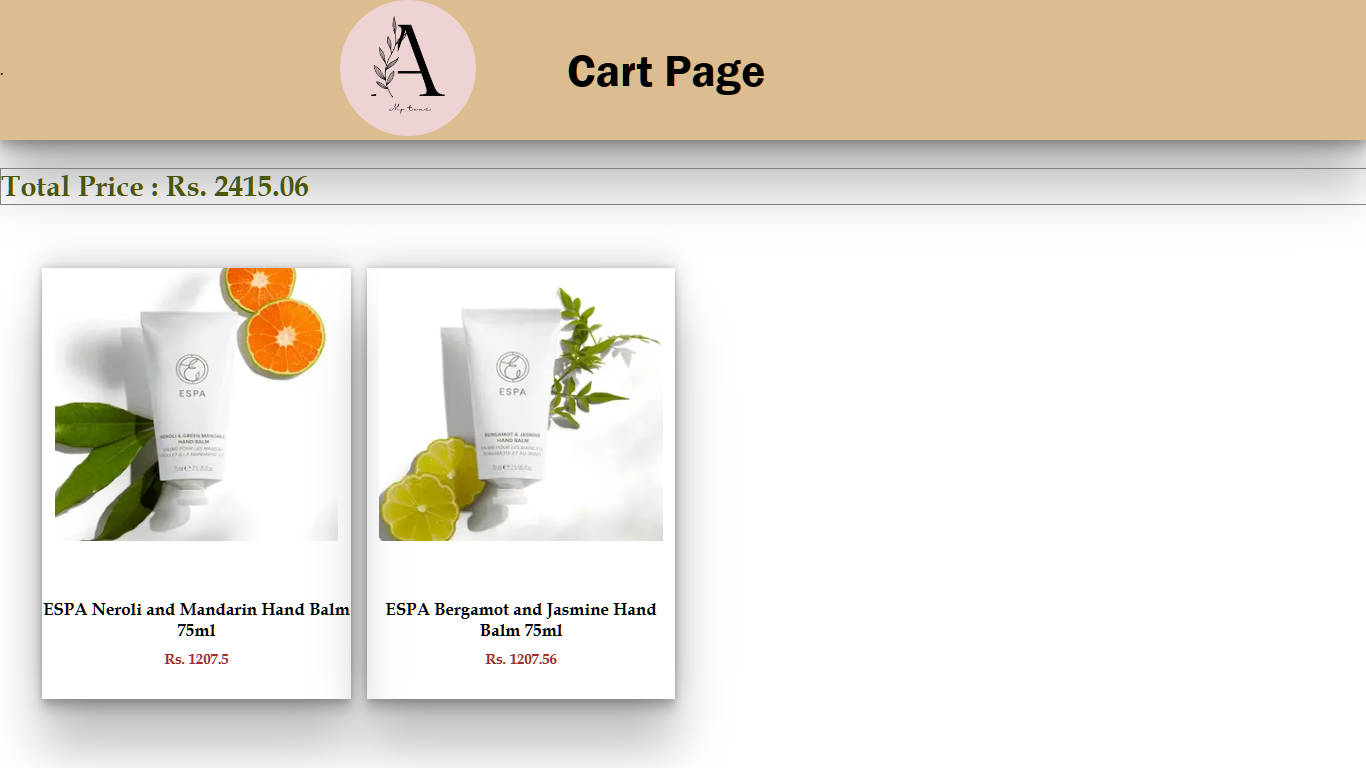 A
My tone
Cart Page
Total Price : Rs. 2415.06
ESPA
NEROLI & GREEN MANDARIN
HAND BALM
ESPA
BERGAMOT & JASMINE
HAND BALM
ESPA Neroli and Mandarin Hand Balm
75ml
Rs. 1207.5
ESPA Bergamot and Jasmine Hand
Balm 75ml
Rs. 1207.56